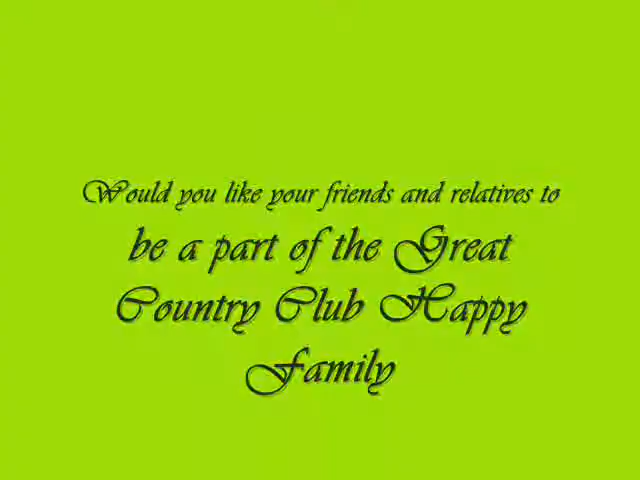 Would you like your friends and relatives to
be a part of the Great
Country Club Happy
Family